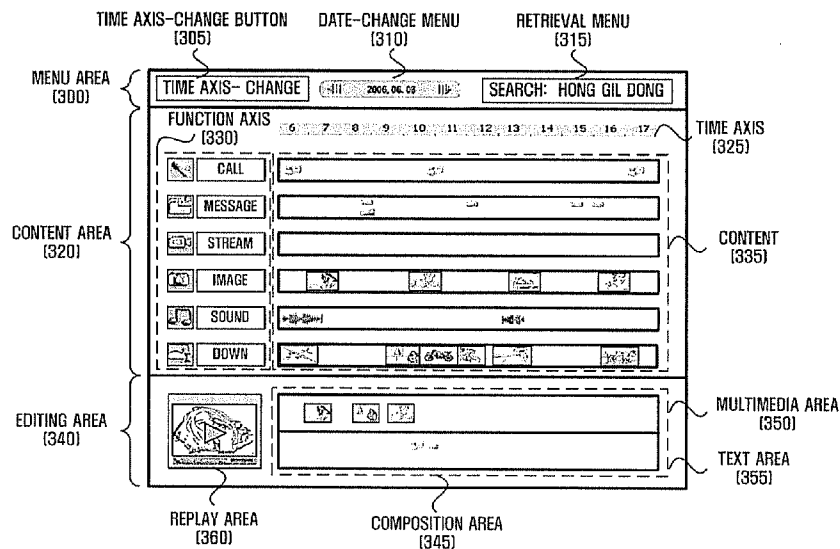 TIME AXIS-CHANGE BUTTON
(305)
DATE-CHANGE MENU
(310)
RETRIEVAL MENU
(315)
MENU AREA
(300)
TIME AXIS- CHANGE
2006. 06. 03
SEARCH: HONG GIL DONG
FUNCTION AXIS
(330)
6 7 8 9 10 11 12 13 14 15 16 17
TIME AXIS
(325)
CALL
MESSAGE
CONTENT AREA
(320)
STREAM
CONTENT
(335)
IMAGE
SOUND
DOWN
EDITING AREA
(340)
MULTIMEDIA AREA
(350)
TEXT AREA
(355)
REPLAY AREA
(360)
COMPOSITION AREA
(345)